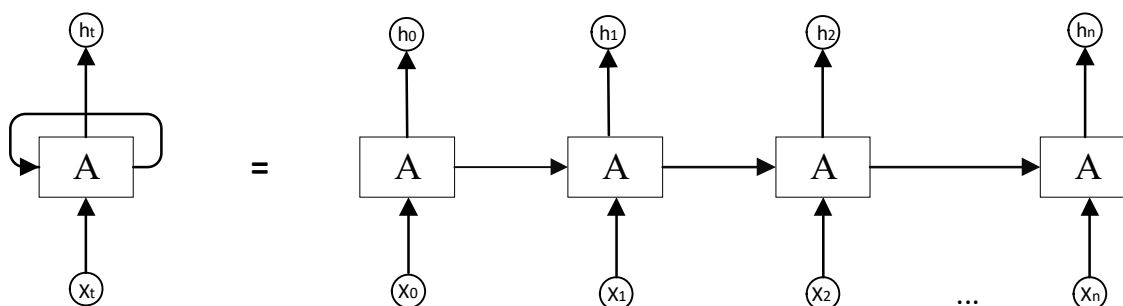 hₜ h₀ h₁ h₂ hₙ
A = A A A A
Xₜ X₀ X₁ X₂ ... Xₙ